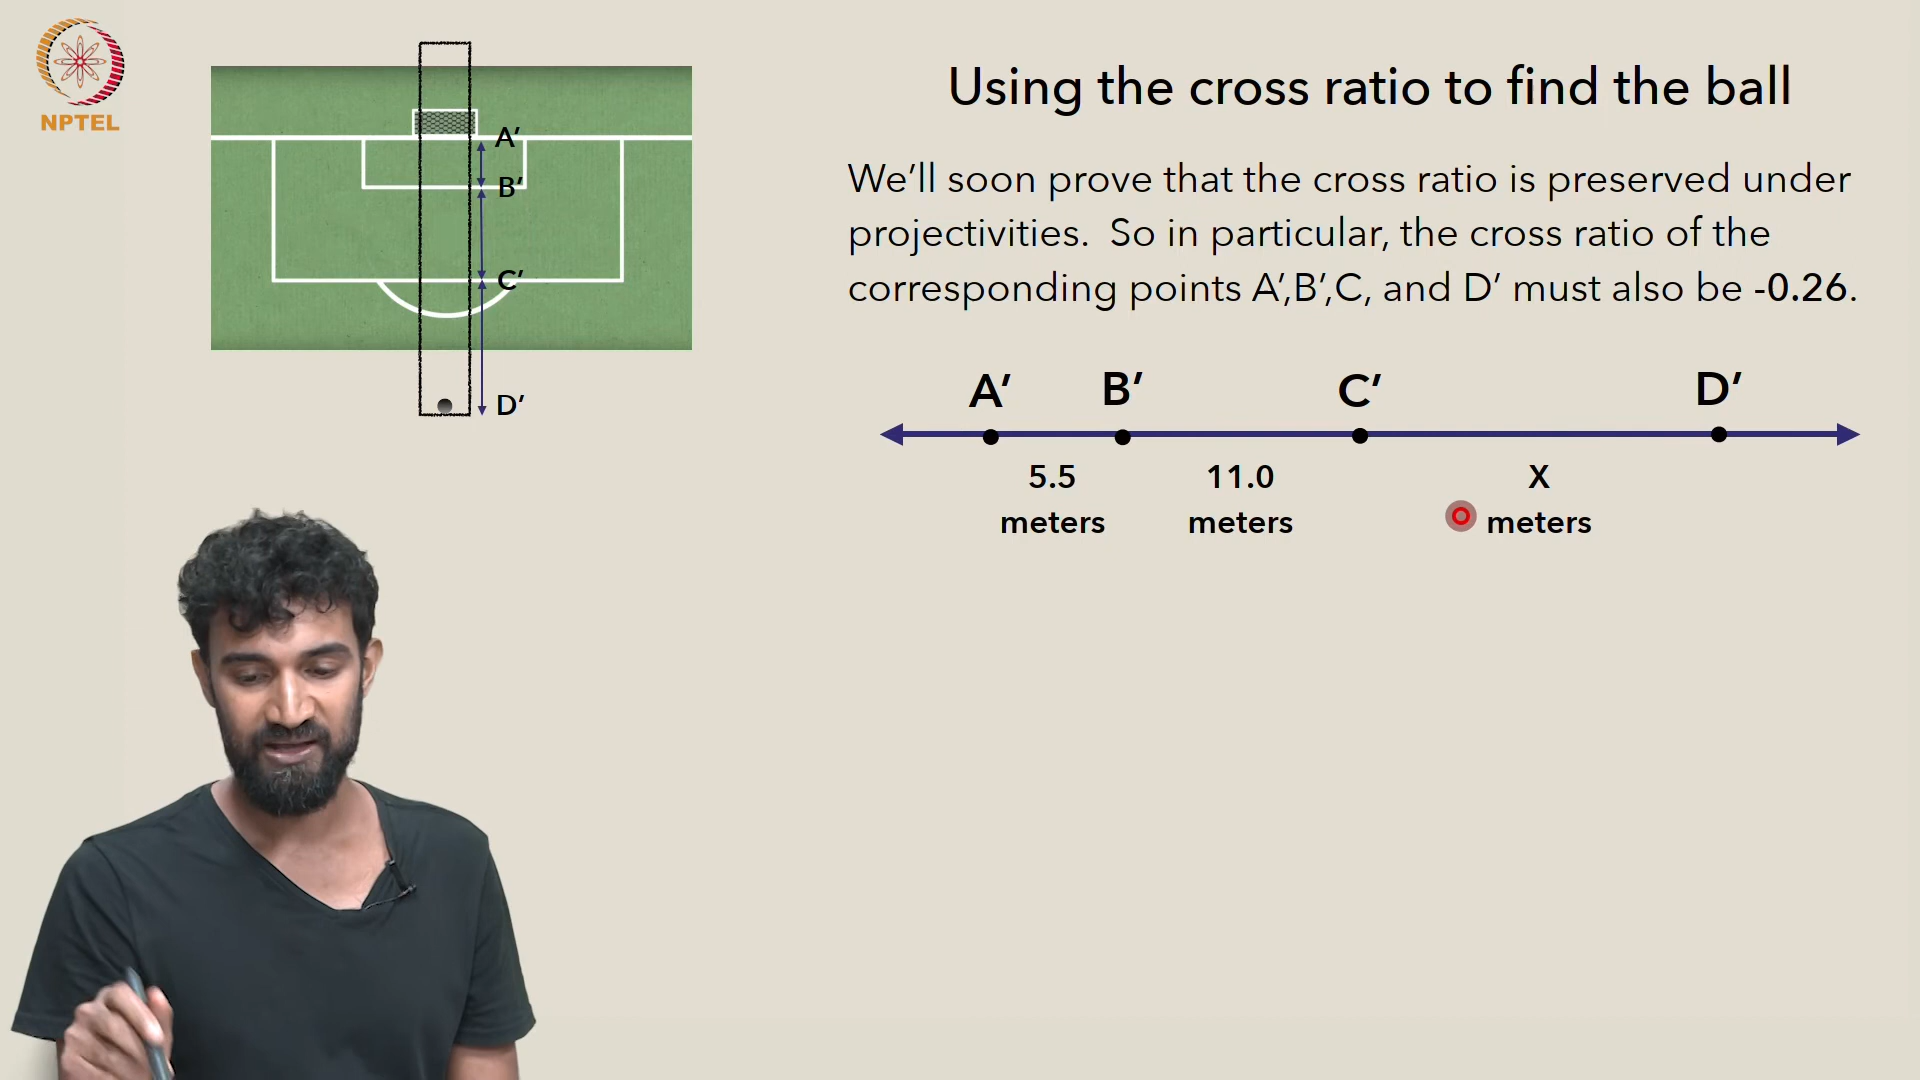 NPTEL
A′
B′
C′
D′
Using the cross ratio to find the ball
We’ll soon prove that the cross ratio is preserved under
projectivities.  So in particular, the cross ratio of the
corresponding points A′,B′,C, and D′ must also be -0.26.
A′ B′ C′ D′
5.5 11.0 X
meters meters meters